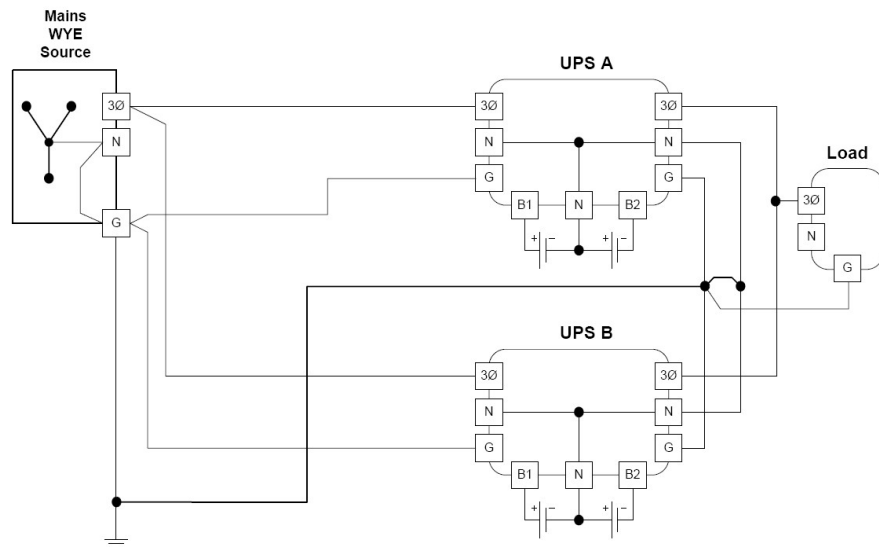 Mains
WYE
Source
3Ø
N
G
UPS A
3Ø
N
G
3Ø
N
G
B1
N
B2
+ − + −
Load
3Ø
N
G
UPS B
3Ø
N
G
3Ø
N
G
B1
N
B2
+ − + −